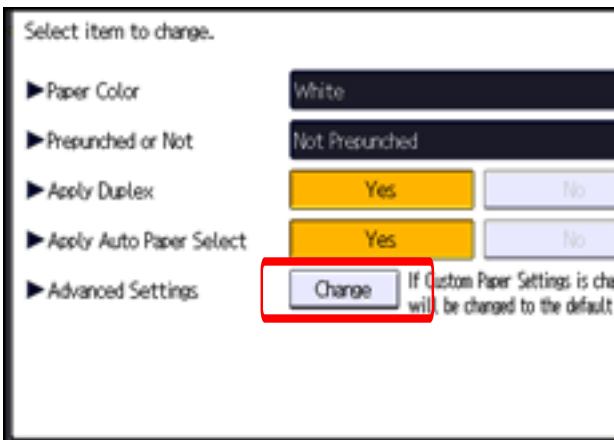 Select item to change.
▶Paper Color White
▶Prepunched or Not Not Prepunched
▶Apply Duplex Yes No
▶Apply Auto Paper Select Yes No
▶Advanced Settings Change If Custom Paper Settings is cha
will be changed to the default